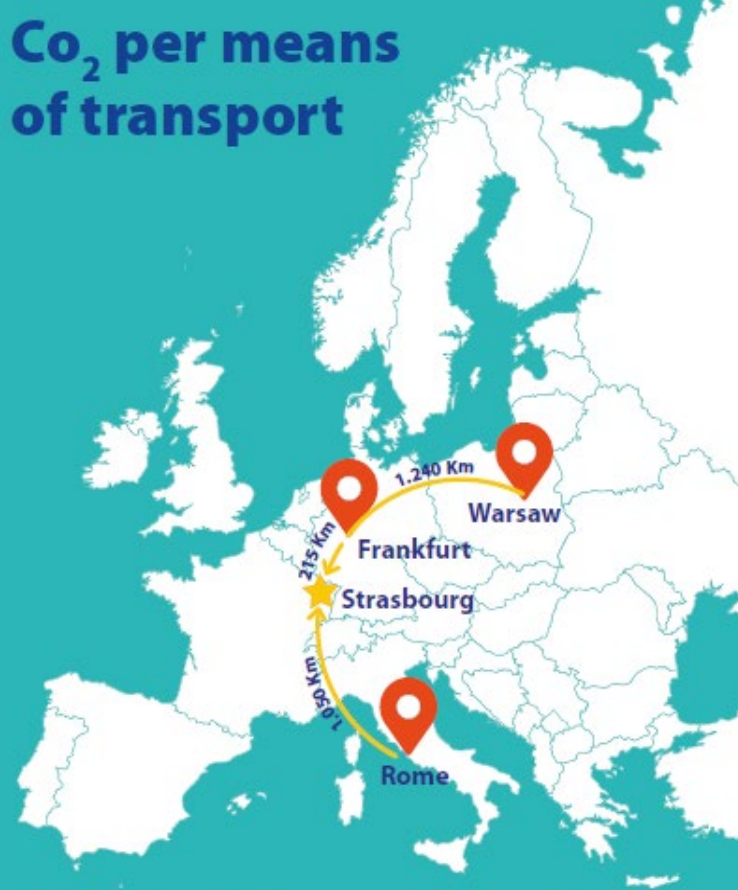 Co₂ per means
of transport
1.240 Km
Warsaw
215 Km
Frankfurt
Strasbourg
1.050 Km
Rome